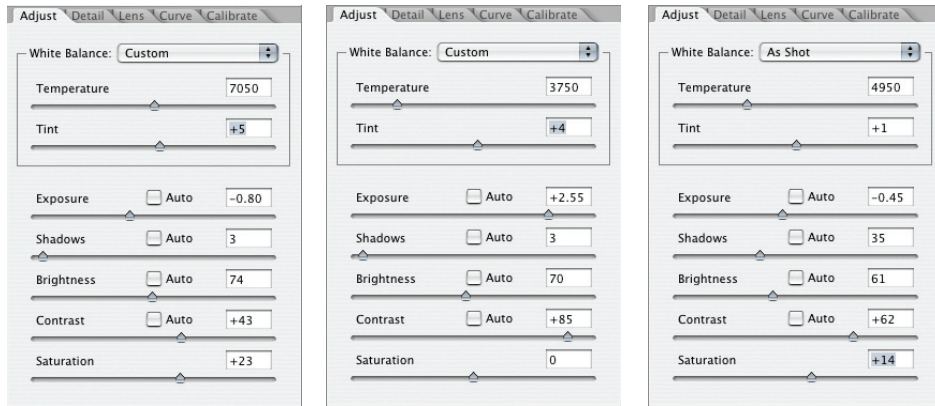 Adjust Detail Lens Curve Calibrate
White Balance: Custom
Temperature 7050
Tint +5
Exposure Auto -0.80
Shadows Auto 3
Brightness Auto 74
Contrast Auto +43
Saturation +23
Adjust Detail Lens Curve Calibrate
White Balance: Custom
Temperature 3750
Tint +4
Exposure Auto +2.55
Shadows Auto 3
Brightness Auto 70
Contrast Auto +85
Saturation 0
Adjust Detail Lens Curve Calibrate
White Balance: As Shot
Temperature 4950
Tint +1
Exposure Auto -0.45
Shadows Auto 35
Brightness Auto 61
Contrast Auto +62
Saturation +14